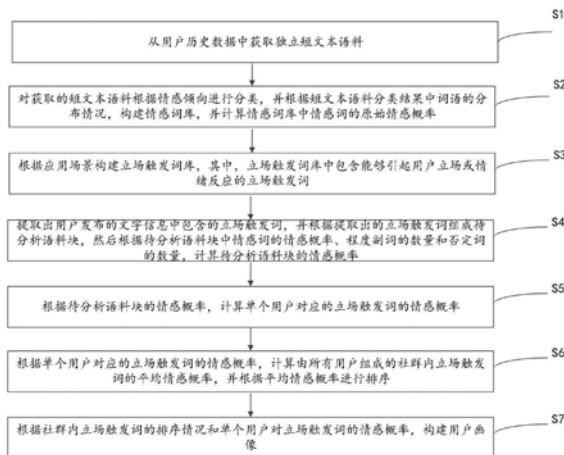 S1
从用户历史数据中获取独立短文本语料
S2
对获取的短文本语料根据情感倾向进行分类，并根据短文本语料分类结果中词语的分
布情况，构建情感词库，并计算情感词库中情感词的原始情感概率
S3
根据应用场景构建立场触发词库，其中，立场触发词库中包含能够引起用户立场或情
绪反应的立场触发词
S4
提取出用户发布的文字信息中包含的立场触发词，并根据提取出的立场触发词组成待
分析语料块，然后根据待分析语料块中情感词的情感概率、程度副词的数量和否定词
的数量，计算待分析语料块的情感概率
S5
根据待分析语料块的情感概率，计算单个用户对应的立场触发词的情感概率
S6
根据单个用户对应的立场触发词的情感概率，计算由所有用户组成的社群内立场触发
词的平均情感概率，并根据平均情感概率进行排序
S7
根据社群内立场触发词的排序情况和单个用户对立场触发词的情感概率，构建用户画
像